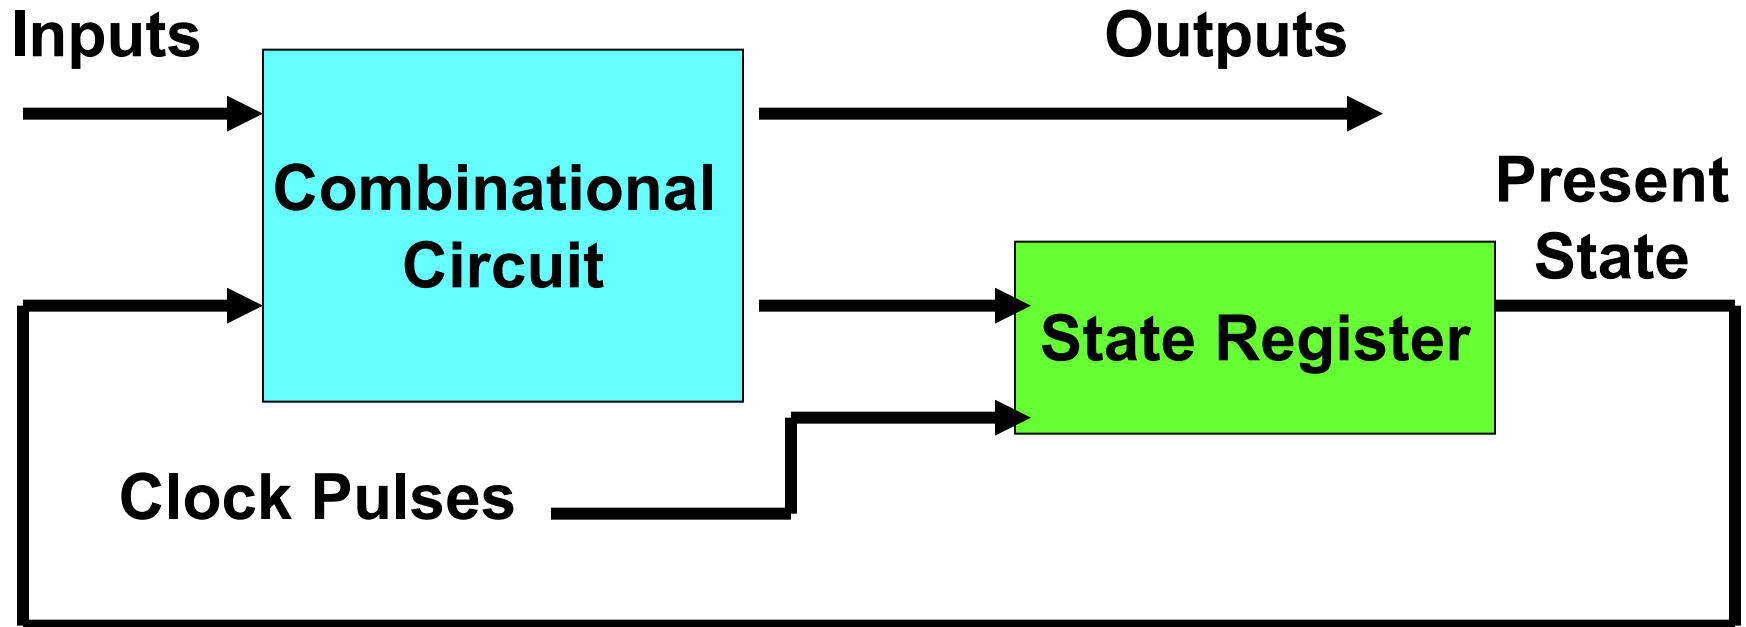 Inputs
Outputs
Combinational
Circuit
Present
State
State Register
Clock Pulses